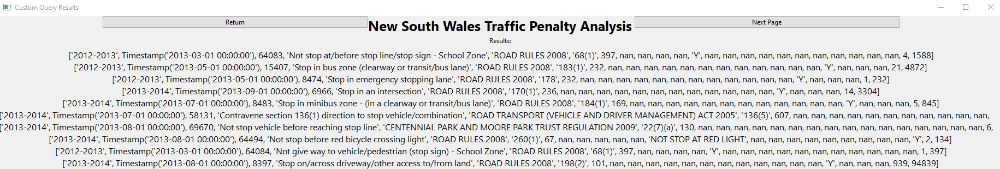 Custom Query Results
Return
New South Wales Traffic Penalty Analysis
Next Page
Results:
['2012-2013', Timestamp('2013-03-01 00:00:00'), 64083, 'Not stop at/before stop line/stop sign - School Zone', 'ROAD RULES 2008', '68(1)', 397, nan, nan, nan, nan, 'Y', nan, nan, nan, nan, nan, nan, nan, nan, nan, nan, nan, 4, 1588]
['2012-2013', Timestamp('2013-05-01 00:00:00'), 15407, 'Stop in bus zone (clearway or transit/bus lane)', 'ROAD RULES 2008', '183(1)', 232, nan, nan, nan, nan, nan, nan, nan, nan, nan, nan, nan, nan, 'Y', nan, nan, nan, 21, 4872]
['2012-2013', Timestamp('2013-05-01 00:00:00'), 8474, 'Stop in emergency stopping lane', 'ROAD RULES 2008', '178', 232, nan, nan, nan, nan, nan, nan, nan, nan, nan, nan, nan, nan, 'Y', nan, nan, nan, 1, 232]
['2013-2014', Timestamp('2013-09-01 00:00:00'), 6966, 'Stop in an intersection', 'ROAD RULES 2008', '170(1)', 236, nan, nan, nan, nan, nan, nan, nan, nan, nan, nan, nan, nan, 'Y', nan, nan, nan, 14, 3304]
['2013-2014', Timestamp('2013-07-01 00:00:00'), 8483, 'Stop in minibus zone - (in a clearway or transit/bus lane)', 'ROAD RULES 2008', '184(1)', 169, nan, nan, nan, nan, nan, nan, nan, nan, nan, nan, nan, nan, 'Y', nan, nan, nan, 5, 845]
['2013-2014', Timestamp('2013-07-01 00:00:00'), 58131, 'Contravene section 136(1) direction to stop vehicle/combination', 'ROAD TRANSPORT (VEHICLE AND DRIVER MANAGEMENT) ACT 2005', '136(5)', 607, nan, nan, nan, nan, nan, nan, nan, nan, nan, nan, nan,
['2013-2014', Timestamp('2013-08-01 00:00:00'), 69670, 'Not stop vehicle before reaching stop line', 'CENTENNIAL PARK AND MOORE PARK TRUST REGULATION 2009', '22(7)(a)', 130, nan, nan, nan, nan, nan, nan, nan, nan, nan, nan, nan, nan, nan, nan, nan, nan, 6,
['2013-2014', Timestamp('2013-08-01 00:00:00'), 64494, 'Not stop before red bicycle crossing light', 'ROAD RULES 2008', '260(1)', 67, nan, nan, nan, nan, nan, 'NOT STOP AT RED LIGHT', nan, nan, nan, nan, nan, nan, nan, nan, nan, 'Y', 2, 134]
['2012-2013', Timestamp('2013-03-01 00:00:00'), 64084, 'Not give way to vehicle/pedestrian (stop sign) - School Zone', 'ROAD RULES 2008', '68(1)', 397, nan, nan, nan, nan, 'Y', nan, nan, nan, nan, nan, nan, nan, nan, nan, nan, nan, 1, 397]
['2013-2014', Timestamp('2013-08-01 00:00:00'), 8397, 'Stop on/across driveway/other access to/from land', 'ROAD RULES 2008', '198(2)', 101, nan, nan, nan, nan, nan, nan, nan, nan, nan, nan, nan, nan, 'Y', nan, nan, nan, 939, 94839]